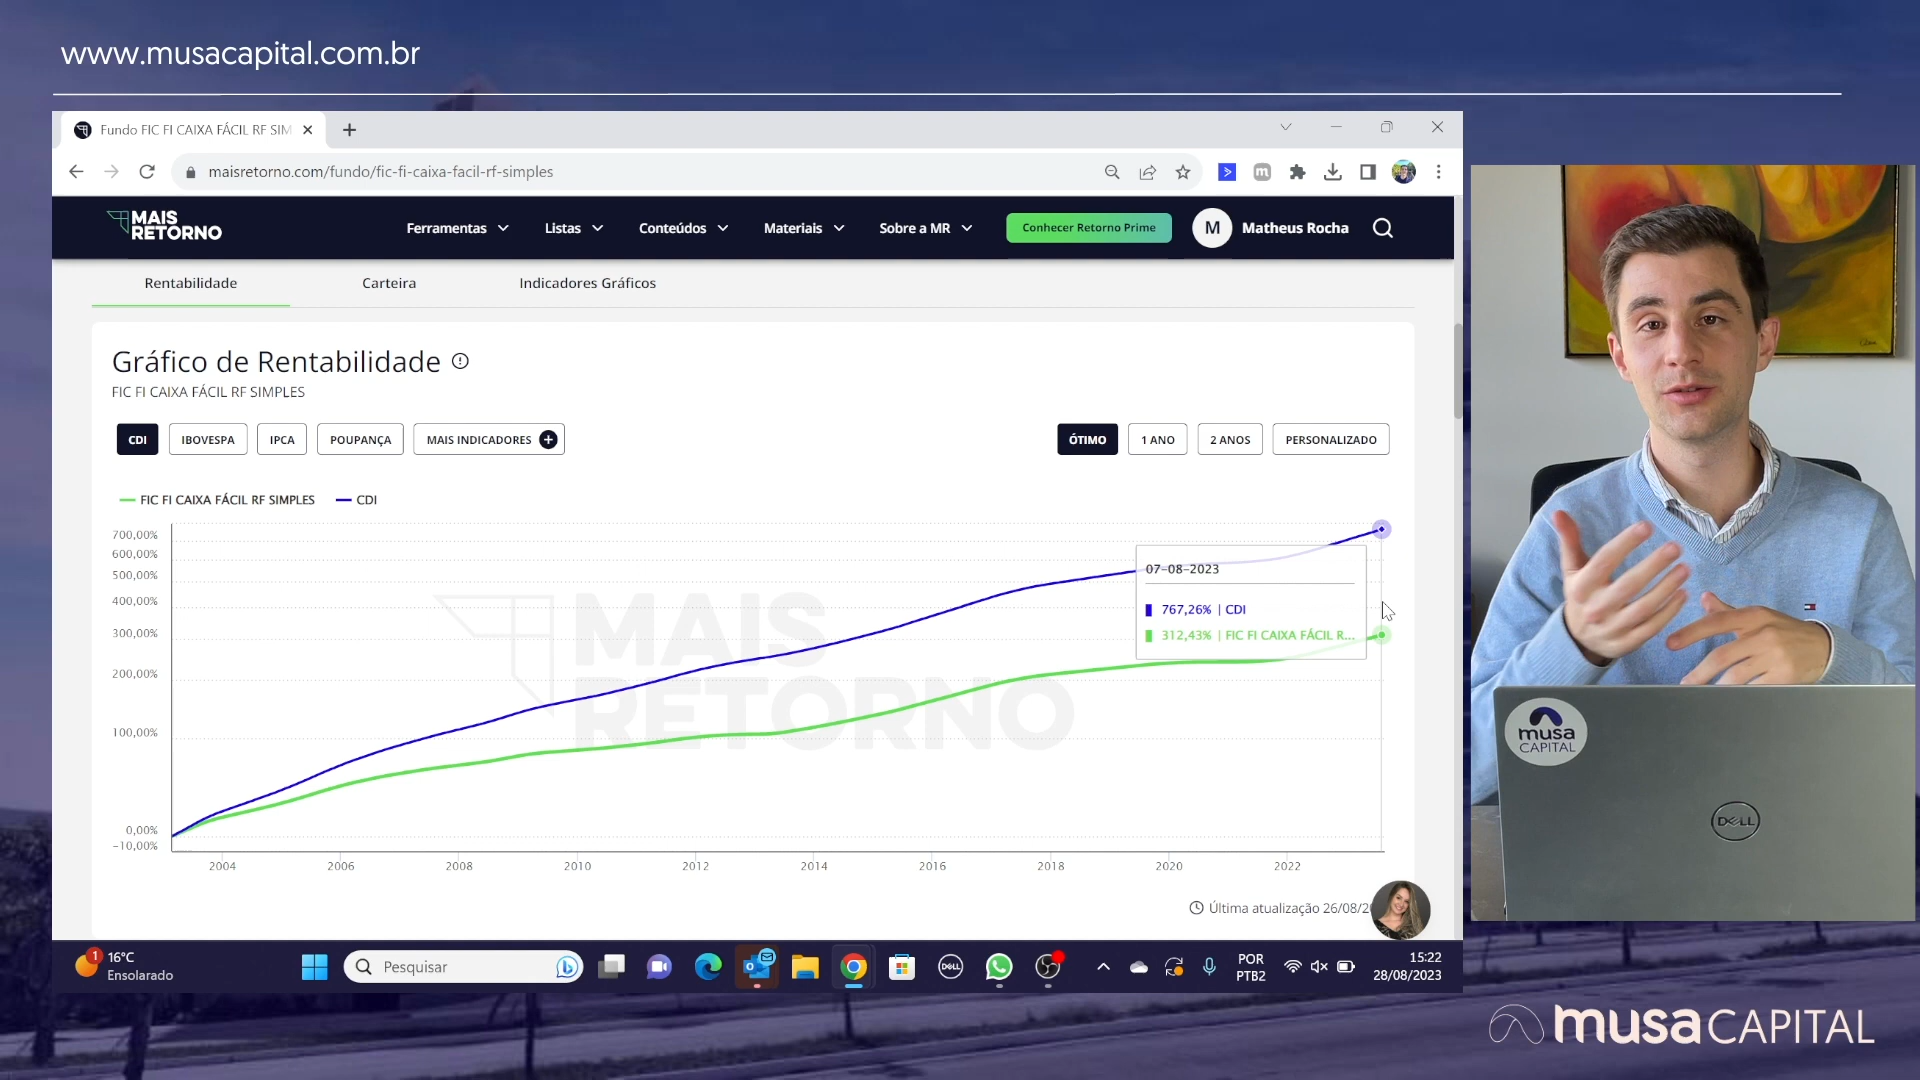 www.musacapital.com.br
Fundo FIC FI CAIXA FÁCIL RF SIM
maisretorno.com/fundo/fic-fi-caixa-facil-rf-simples
MAIS RETORNO
Ferramentas
Listas
Conteúdos
Materiais
Sobre a MR
Conhecer Retorno Prime
M
Matheus Rocha
Rentabilidade
Carteira
Indicadores Gráficos
Gráfico de Rentabilidade
FIC FI CAIXA FÁCIL RF SIMPLES
CDI
IBOVESPA
IPCA
POUPANÇA
MAIS INDICADORES
ÓTIMO
1 ANO
2 ANOS
PERSONALIZADO
FIC FI CAIXA FÁCIL RF SIMPLES
CDI
700,00%
600,00%
500,00%
400,00%
300,00%
200,00%
100,00%
0,00%
-10,00%
MAIS
RETORNO
07-08-2023
767,26% | CDI
312,43% | FIC FI CAIXA FÁCIL R...
2004
2006
2008
2010
2012
2014
2016
2018
2020
2022
Última atualização 26/08/2
musa
CAPITAL
DELL
1
16°C
Ensolarado
Pesquisar
DELL
POR
PTB2
15:22
28/08/2023
musa CAPITAL